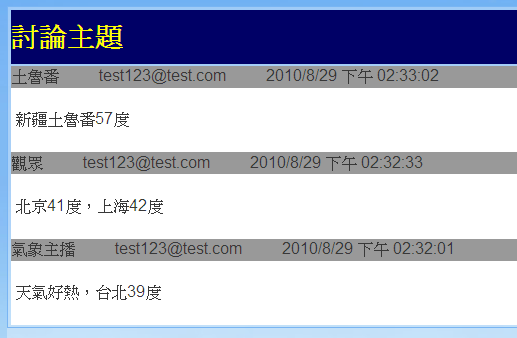 討論主題
土魯番 test123@test.com 2010/8/29 下午 02:33:02
新疆土魯番57度
觀眾 test123@test.com 2010/8/29 下午 02:32:33
北京41度，上海42度
氣象主播 test123@test.com 2010/8/29 下午 02:32:01
天氣好熱，台北39度